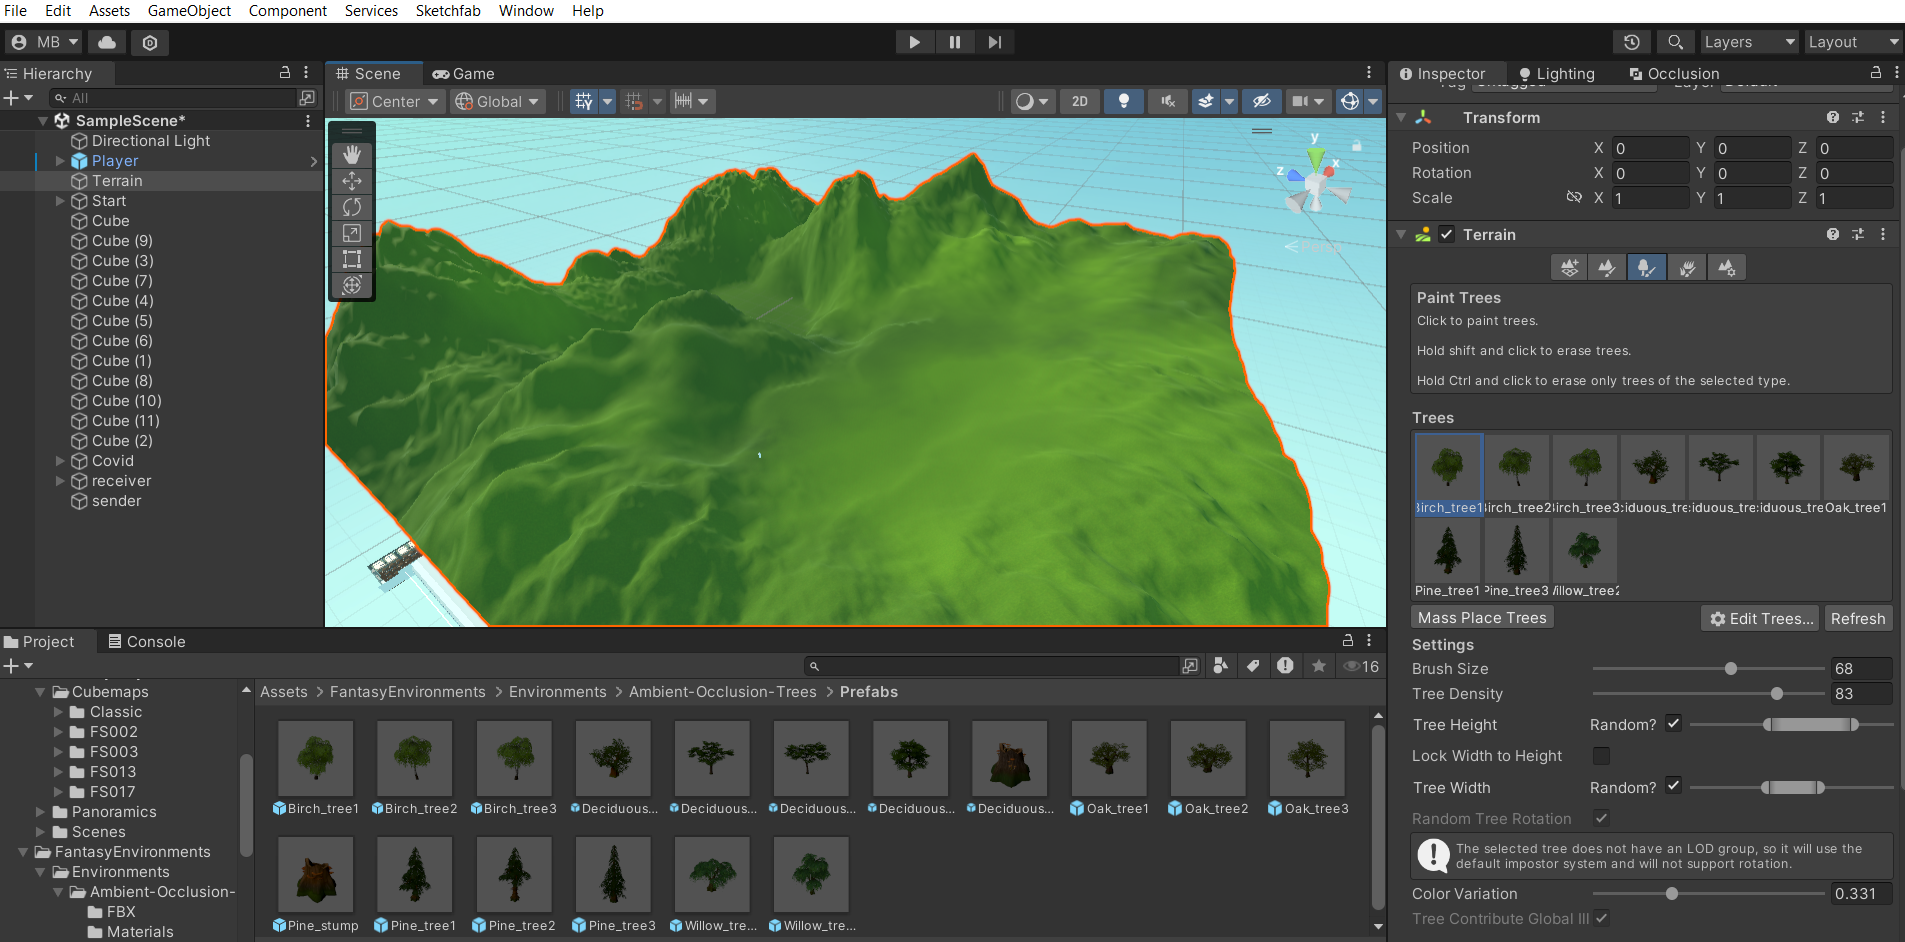 File Edit Assets GameObject Component Services Sketchfab Window Help
MB Layers Layout
Hierarchy
All
SampleScene*
Directional Light
Player
Terrain
Start
Cube
Cube (9)
Cube (3)
Cube (7)
Cube (4)
Cube (5)
Cube (6)
Cube (1)
Cube (8)
Cube (10)
Cube (11)
Cube (2)
Covid
receiver
sender
Scene Game
Center Global 2D
y
x
z
Persp
Inspector Lighting Occlusion
Tag Untagged Layer Default
Transform
Position X 0 Y 0 Z 0
Rotation X 0 Y 0 Z 0
Scale X 1 Y 1 Z 1
Terrain
Paint Trees
Click to paint trees.
Hold shift and click to erase trees.
Hold Ctrl and click to erase only trees of the selected type.
Trees
Birch_tree1 Birch_tree2 Birch_tree3 iduous_tre iduous_tre iduous_tre Oak_tree1
Pine_tree1 Pine_tree3 Willow_tree2
Mass Place Trees Edit Trees... Refresh
Settings
Brush Size 68
Tree Density 83
Tree Height Random?
Lock Width to Height
Tree Width Random?
Random Tree Rotation
The selected tree does not have an LOD group, so it will use the
default impostor system and will not support rotation.
Color Variation 0.331
Tree Contribute Global Ill
Project Console
16
Cubemaps
Classic
FS002
FS003
FS013
FS017
Panoramics
Scenes
FantasyEnvironments
Environments
Ambient-Occlusion-
FBX
Materials
Assets > FantasyEnvironments > Environments > Ambient-Occlusion-Trees > Prefabs
Birch_tree1 Birch_tree2 Birch_tree3 Deciduous... Deciduous... Deciduous... Deciduous... Deciduous... Oak_tree1 Oak_tree2 Oak_tree3
Pine_stump Pine_tree1 Pine_tree2 Pine_tree3 Willow_tre... Willow_tre...